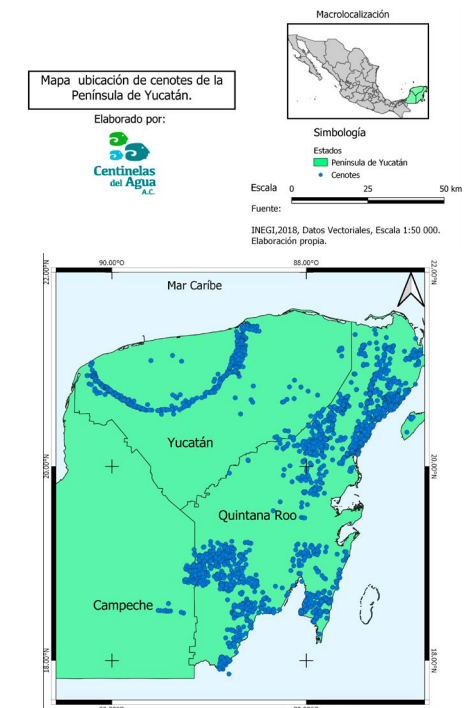 Macrolocalización
Mapa ubicación de cenotes de la
Península de Yucatán.
Elaborado por:
Centinelas
del Agua
A.C.
Simbología
Estados
Península de Yucatán
Cenotes
Escala 0 25 50 km
Fuente:
INEGI,2018, Datos Vectoriales, Escala 1:50 000.
Elaboración propia.
90.00°O 88.00°O
22.00°N 22.00°N
Mar Caríbe
Yucatán
20.00°N 20.00°N
Quintana Roo
Campeche
18.00°N 18.00°N